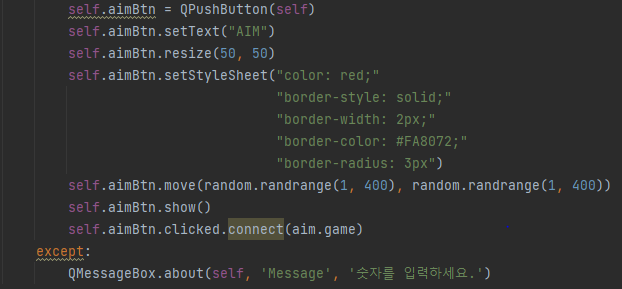 self.aimBtn = QPushButton(self)
self.aimBtn.setText("AIM")
self.aimBtn.resize(50, 50)
self.aimBtn.setStyleSheet("color: red;"
"border-style: solid;"
"border-width: 2px;"
"border-color: #FA8072;"
"border-radius: 3px")
self.aimBtn.move(random.randrange(1, 400), random.randrange(1, 400))
self.aimBtn.show()
self.aimBtn.clicked.connect(aim.game)
except:
QMessageBox.about(self, 'Message', '숫자를 입력하세요.')